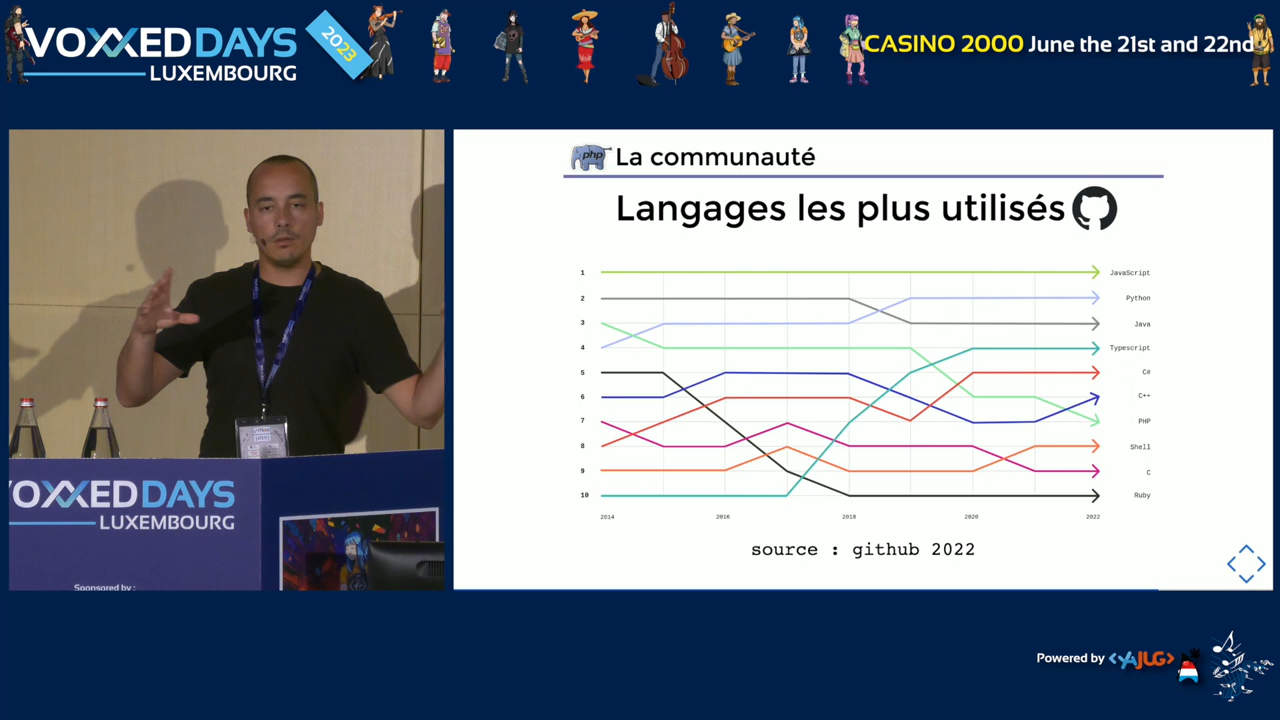 VOXXED DAYS
LUXEMBOURG
2023
CASINO 2000 June the 21st and 22nd
php La communauté
Langages les plus utilisés
1
2
3
4
5
6
7
8
9
10
JavaScript
Python
Java
Typescript
C#
C++
PHP
Shell
C
Ruby
2014
2016
2018
2020
2022
source : github 2022
OXXED DAYS
LUXEMBOURG
Sponsored by :
Powered by <YAJUG>